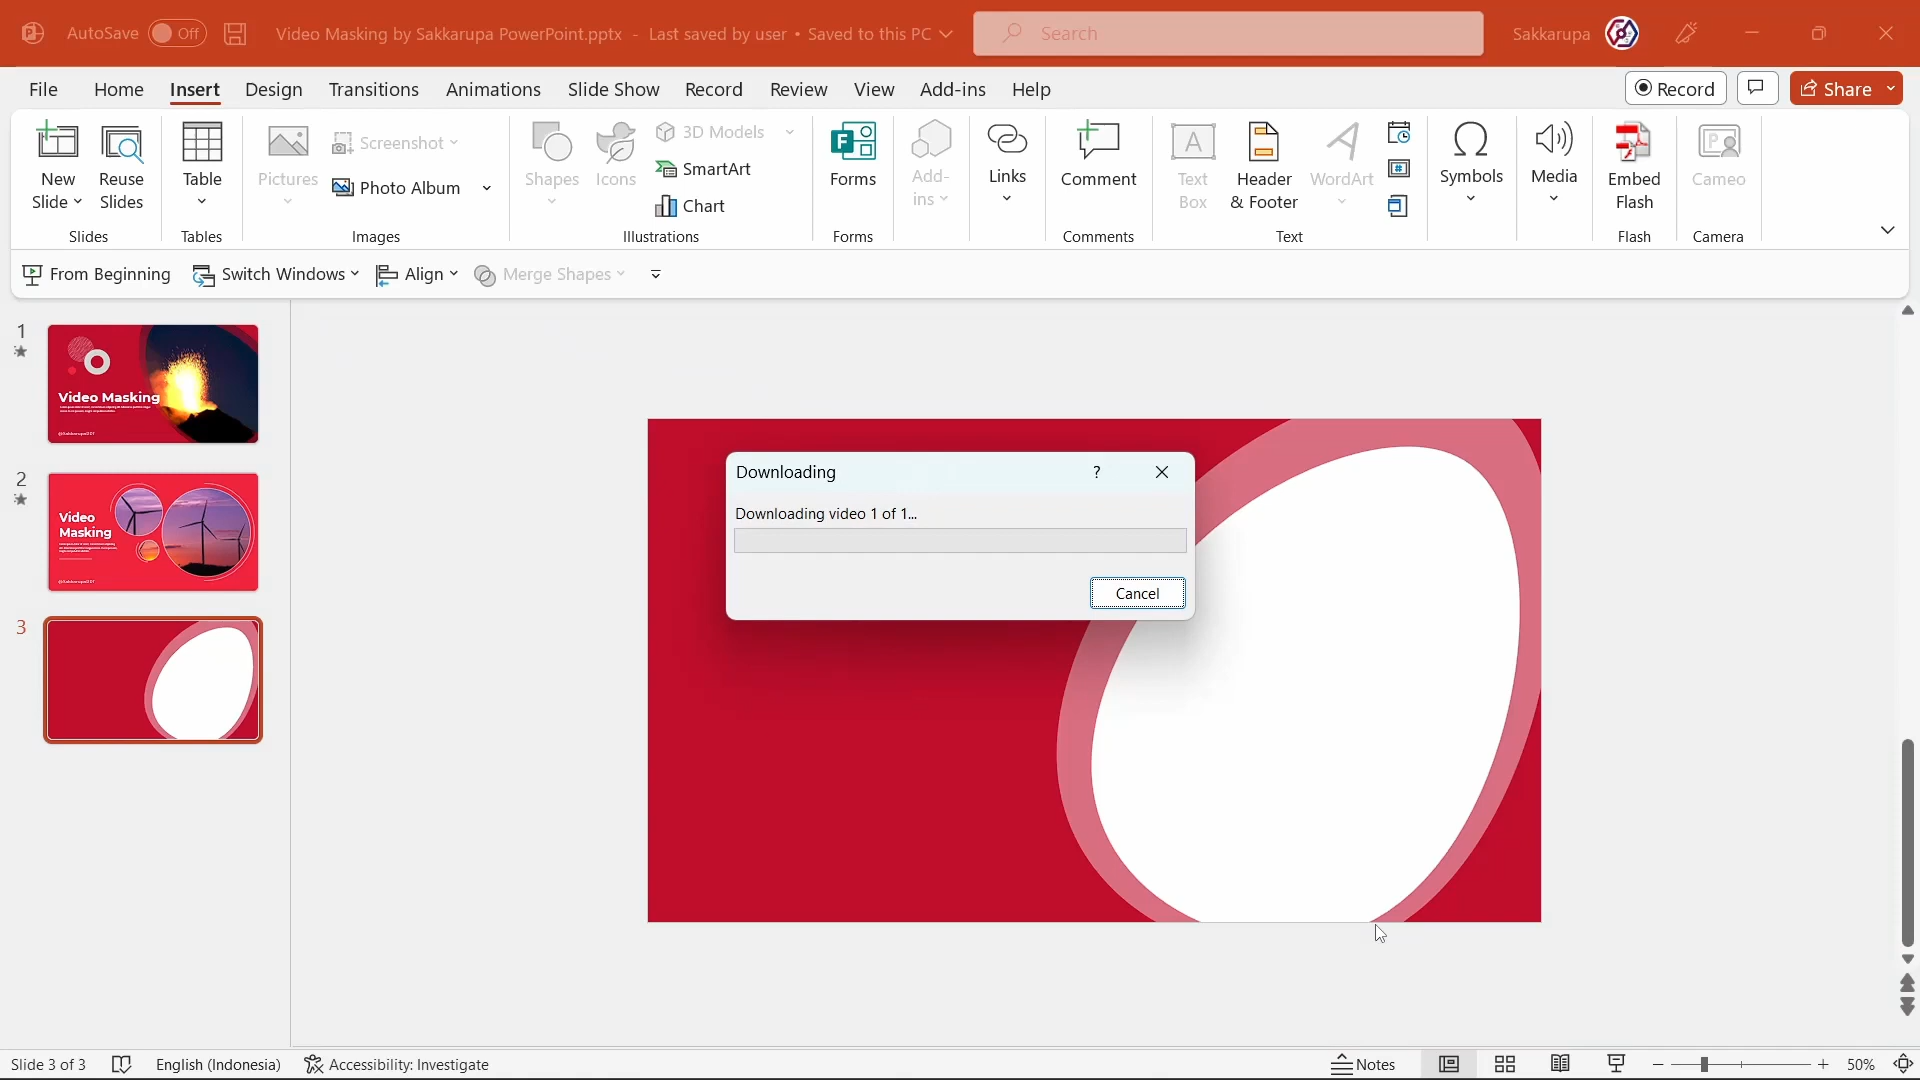 AutoSave Off Video Masking by Sakkarupa PowerPoint.pptx - Last saved by user • Saved to this PC Search Sakkarupa
File Home Insert Design Transitions Animations Slide Show Record Review View Add-ins Help Record Share
New Slide
Reuse Slides
Slides
Table
Tables
Pictures
Screenshot
Photo Album
Images
Shapes
Icons
3D Models
SmartArt
Chart
Illustrations
Forms
Forms
Add-ins
Links
Comment
Comments
Text Box
Header & Footer
WordArt
Text
Symbols
Media
Embed Flash
Flash
Cameo
Camera
From Beginning Switch Windows Align Merge Shapes
1
Video Masking
2
Video
Masking
3
Downloading ?
Downloading video 1 of 1...
Cancel
Slide 3 of 3 English (Indonesia) Accessibility: Investigate Notes 50%